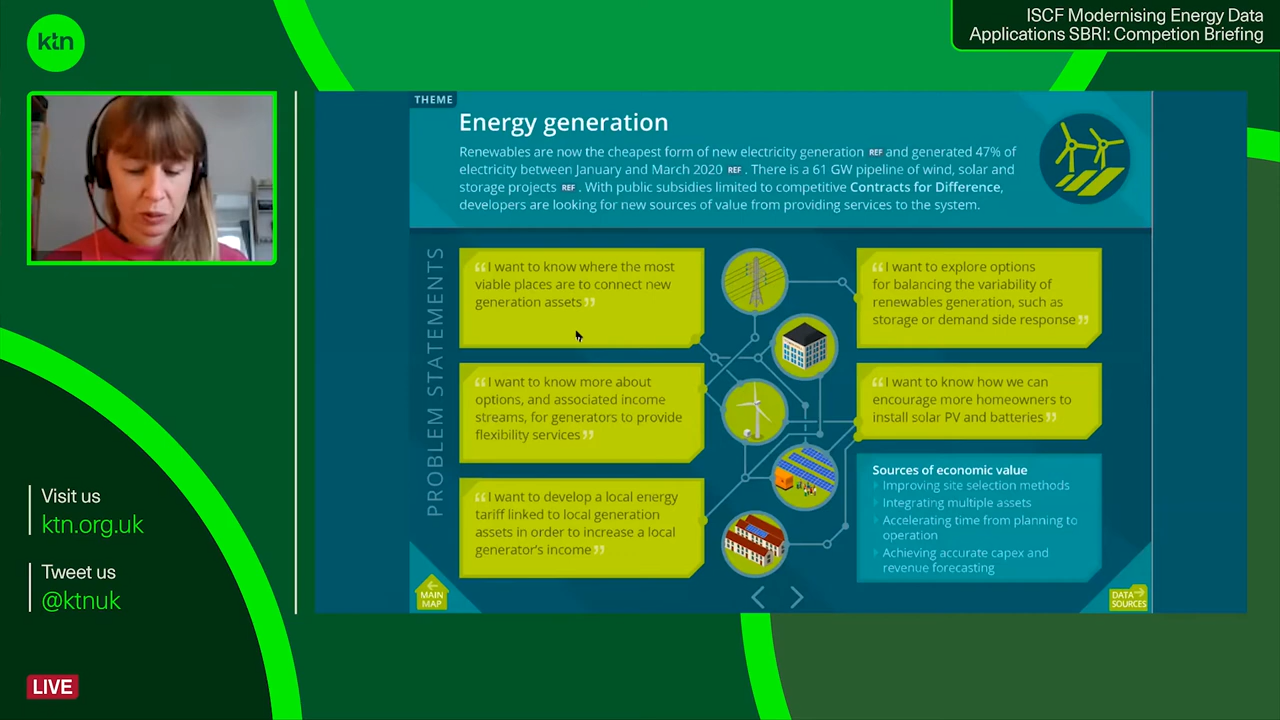 ktn
ISCF Modernising Energy Data
Applications SBRI: Competion Briefing
THEME
Energy generation
Renewables are now the cheapest form of new electricity generation REF and generated 47% of
electricity between January and March 2020 REF . There is a 61 GW pipeline of wind, solar and
storage projects REF . With public subsidies limited to competitive Contracts for Difference,
developers are looking for new sources of value from providing services to the system.
PROBLEM STATEMENTS
“I want to know where the most
viable places are to connect new
generation assets”
“I want to know more about
options, and associated income
streams, for generators to provide
flexibility services”
“I want to develop a local energy
tariff linked to local generation
assets in order to increase a local
generator's income”
“I want to explore options
for balancing the variability of
renewables generation, such as
storage or demand side response”
“I want to know how we can
encourage more homeowners to
install solar PV and batteries”
Sources of economic value
Improving site selection methods
Integrating multiple assets
Accelerating time from planning to
operation
Achieving accurate capex and
revenue forecasting
MAIN
MAP
DATA
SOURCES
Visit us
ktn.org.uk
Tweet us
@ktnuk
LIVE